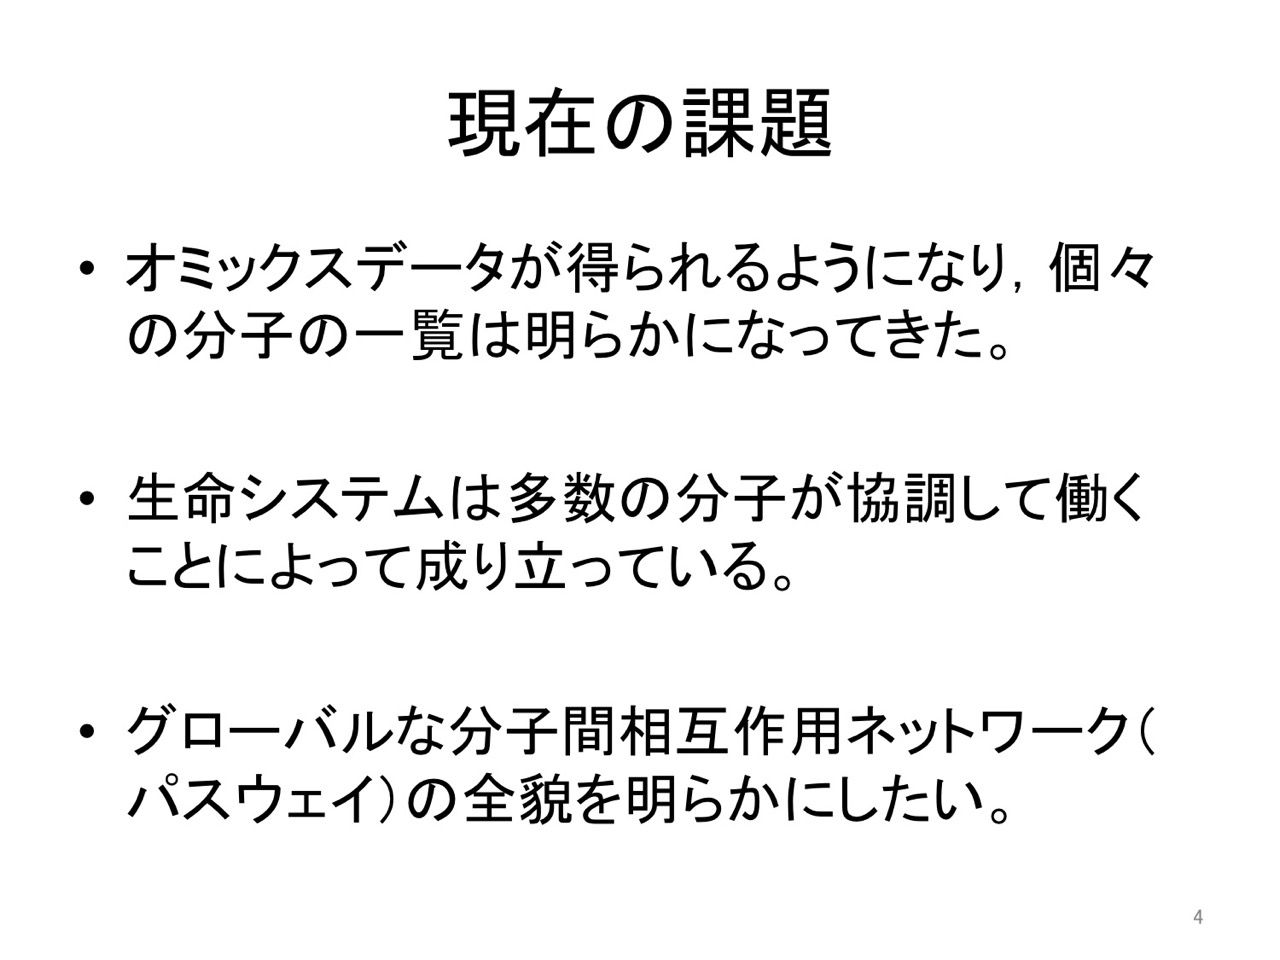 現在の課題
• オミックスデータが得られるようになり，個々
の分子の一覧は明らかになってきた。
• 生命システムは多数の分子が協調して働く
ことによって成り立っている。
• グローバルな分子間相互作用ネットワーク（
パスウェイ）の全貌を明らかにしたい。
4